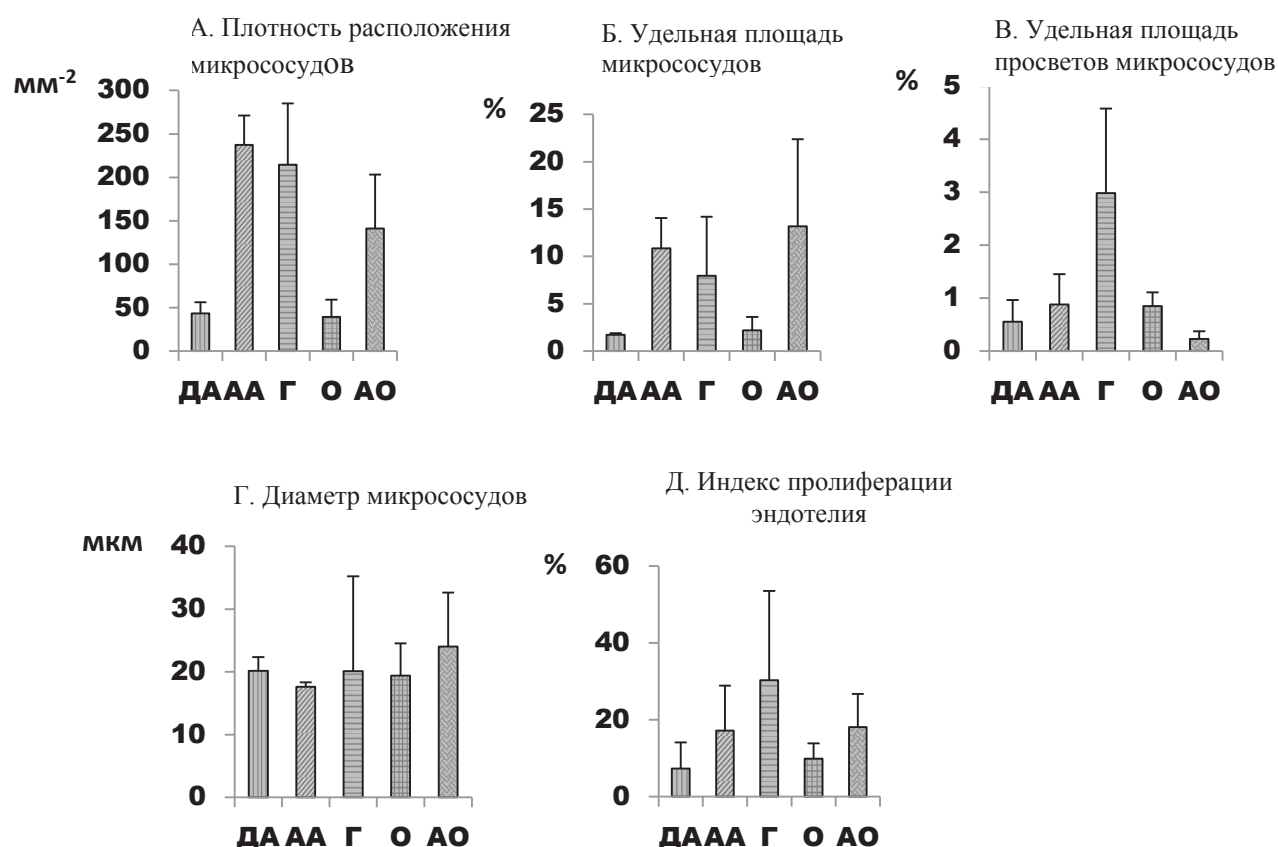 А. Плотность расположения
микрососудов
мм-2
300
250
200
150
100
50
0
ДА АА Г О АО
Б. Удельная площадь
микрососудов
%
25
20
15
10
5
0
ДА АА Г О АО
В. Удельная площадь
просветов микрососудов
%
5
4
3
2
1
0
ДА АА Г О АО
Г. Диаметр микрососудов
мкм
40
30
20
10
0
ДА АА Г О АО
Д. Индекс пролиферации
эндотелия
%
60
40
20
0
ДА АА Г О АО